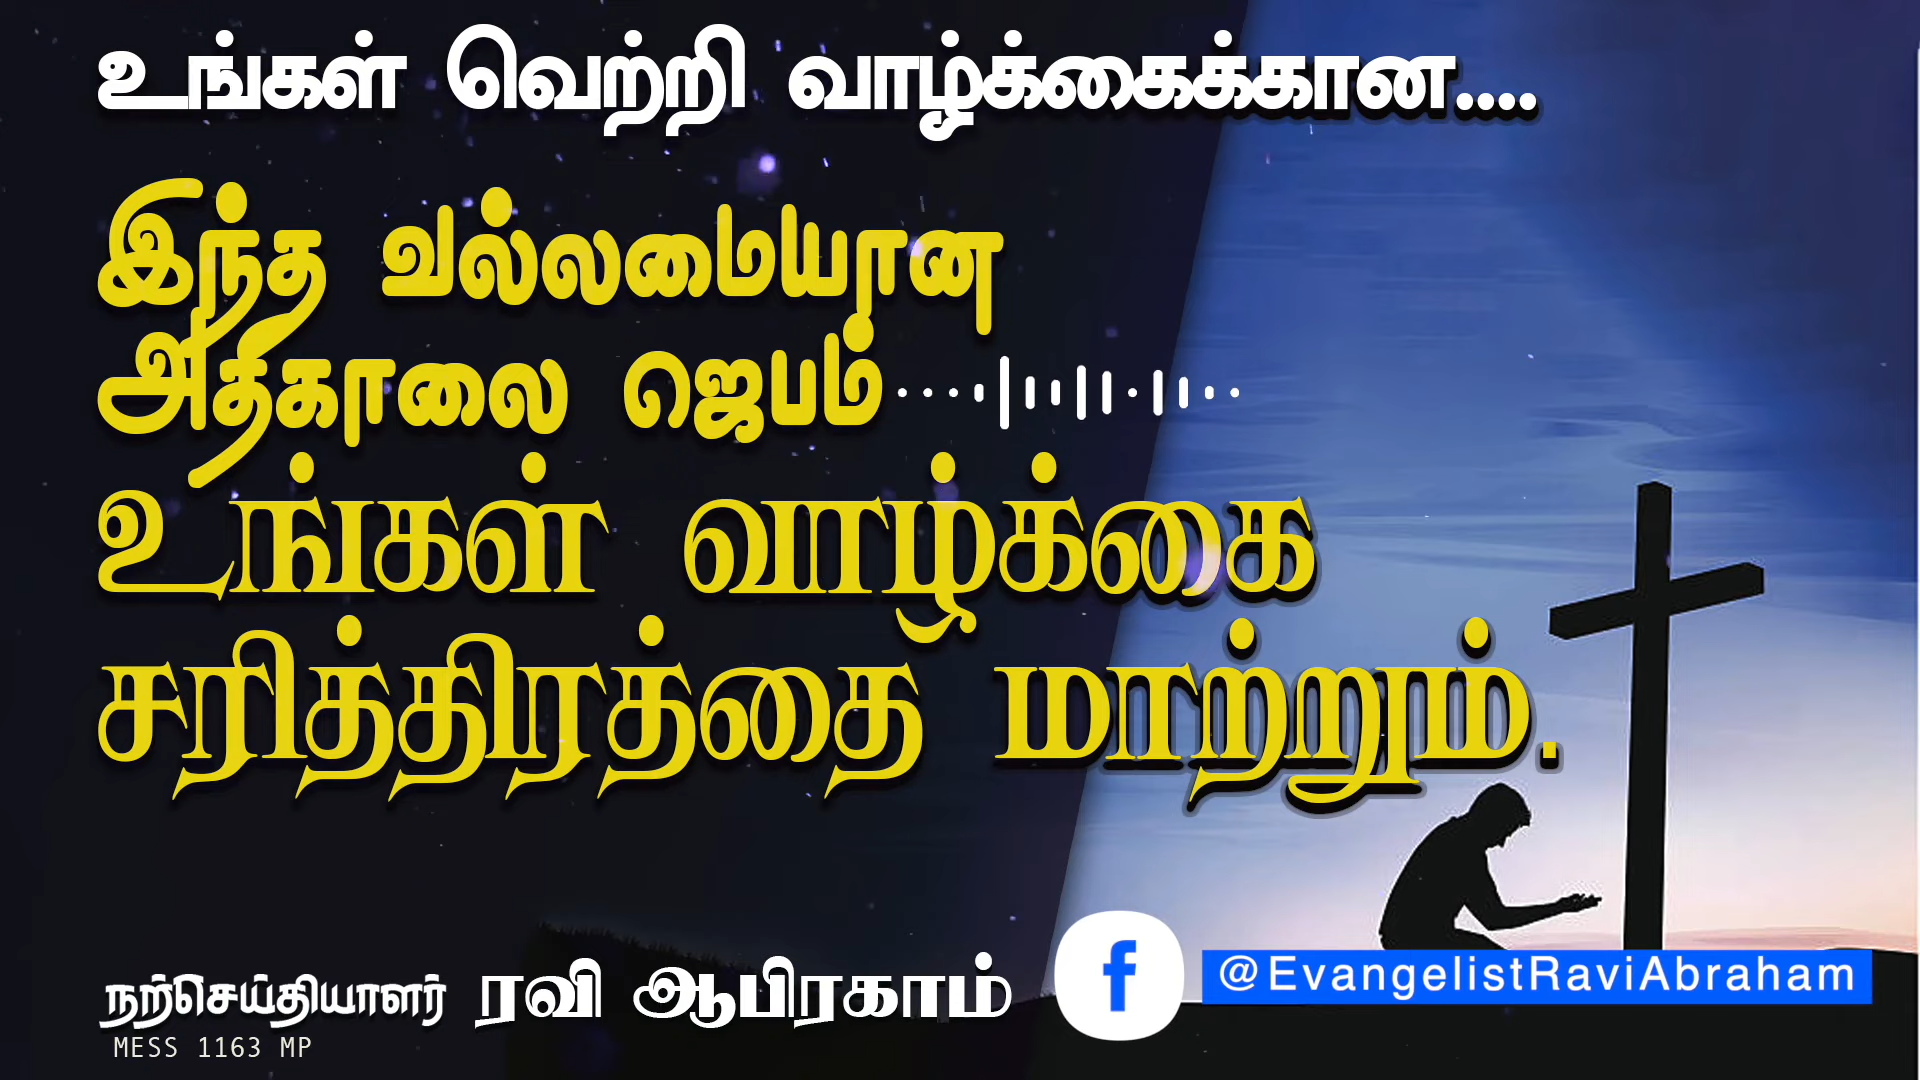 உங்கள் வெற்றி வாழ்க்கைக்கான....
இந்த வல்லமையான
அதிகாலை ஜெபம்
உங்கள் வாழ்க்கை
சரித்திரத்தை மாற்றும்.
நற்செய்தியாளர் ரவி ஆபிரகாம்
@EvangelistRaviAbraham
MESS 1163 MP